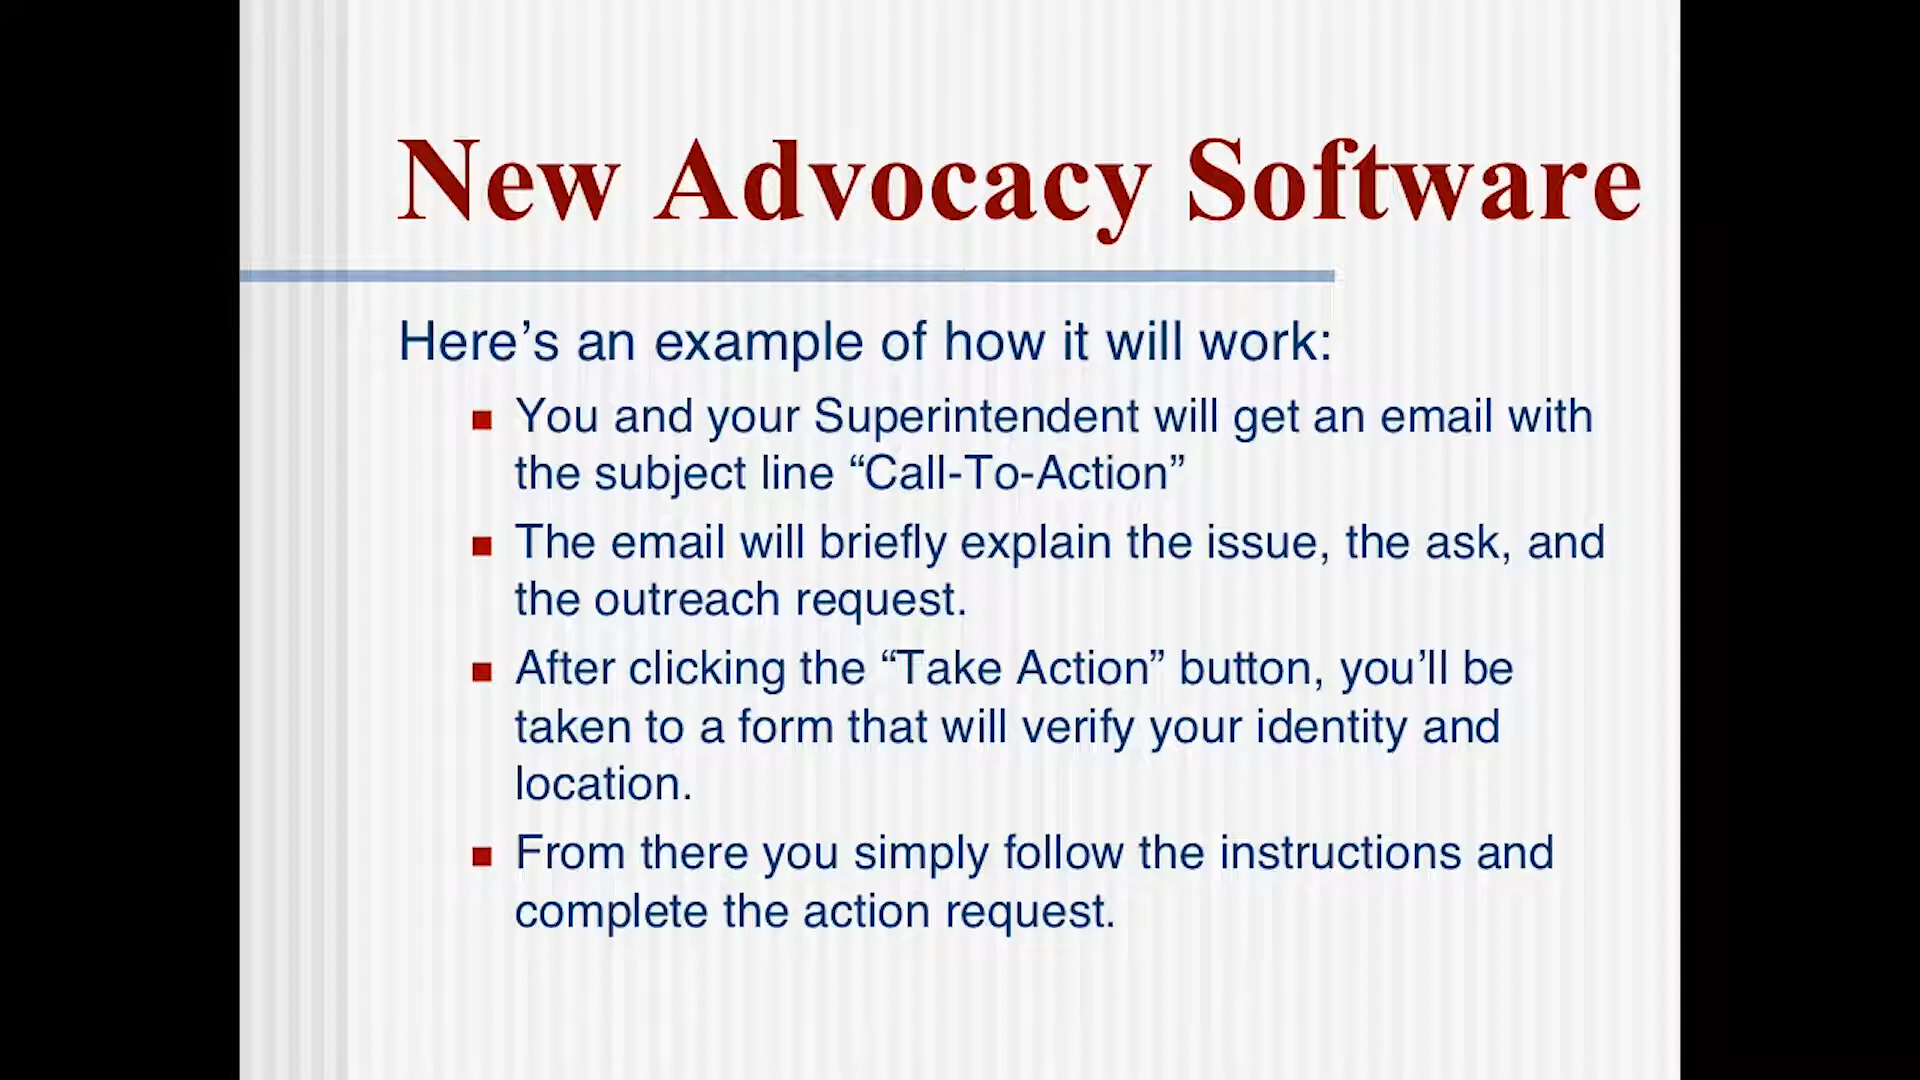 New Advocacy Software
Here’s an example of how it will work:
You and your Superintendent will get an email with
the subject line “Call-To-Action”
The email will briefly explain the issue, the ask, and
the outreach request.
After clicking the “Take Action” button, you’ll be
taken to a form that will verify your identity and
location.
From there you simply follow the instructions and
complete the action request.